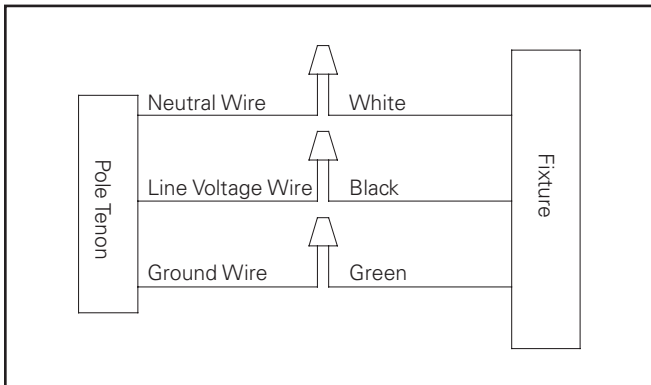 Neutral Wire
White
Line Voltage Wire
Black
Ground Wire
Green
Pole Tenon
Fixture